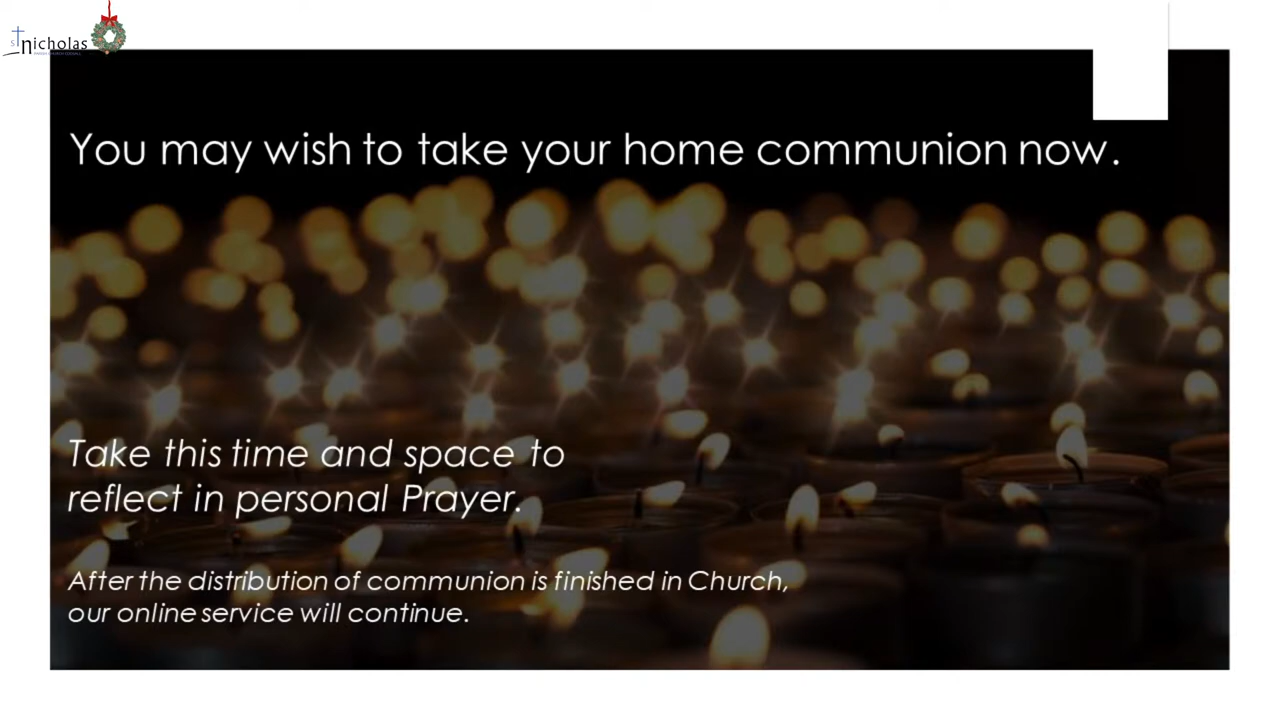 st nicholas
You may wish to take your home communion now.
Take this time and space to
reflect in personal Prayer.
After the distribution of communion is finished in Church,
our online service will continue.